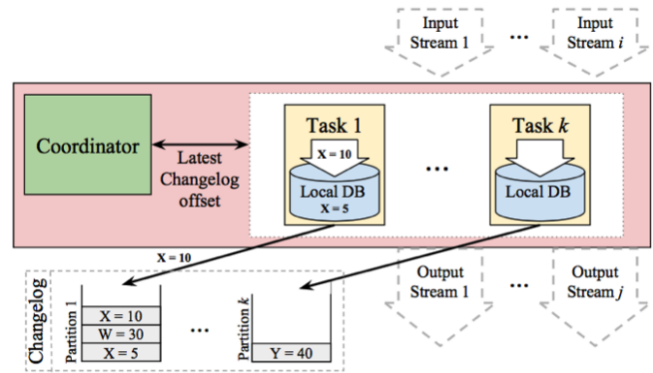 Input
Stream 1
...
Input
Stream i
Coordinator
Latest
Changelog
offset
Task 1
X = 10
Local DB
X = 5
...
Task k
Local DB
X = 10
Output
Stream 1
...
Output
Stream j
Changelog
Partition 1
X = 10
W = 30
X = 5
...
Partition k
Y = 40